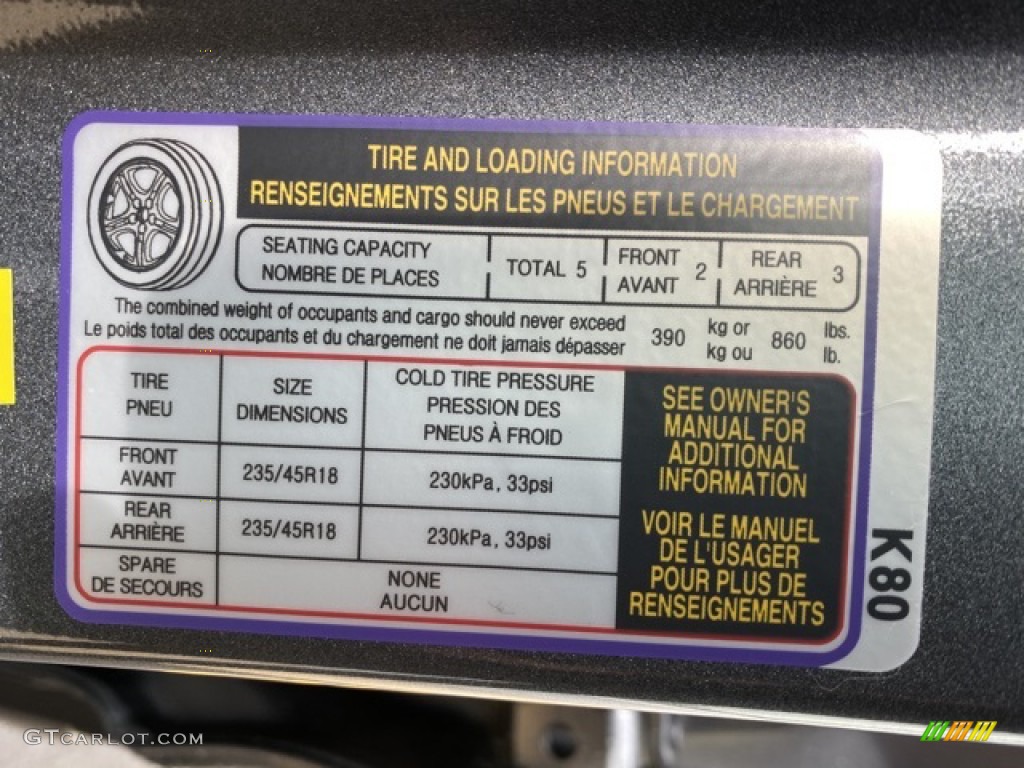 TIRE AND LOADING INFORMATION
RENSEIGNEMENTS SUR LES PNEUS ET LE CHARGEMENT
SEATING CAPACITY
NOMBRE DE PLACES
TOTAL 5
FRONT
AVANT
2
REAR
ARRIÈRE
3
The combined weight of occupants and cargo should never exceed
Le poids total des occupants et du chargement ne doit jamais dépasser
390
kg or
kg ou
860
lbs.
lb.
TIRE
PNEU
SIZE
DIMENSIONS
COLD TIRE PRESSURE
PRESSION DES
PNEUS À FROID
FRONT
AVANT
235/45R18
230kPa, 33psi
REAR
ARRIÈRE
235/45R18
230kPa, 33psi
SPARE
DE SECOURS
NONE
AUCUN
SEE OWNER'S
MANUAL FOR
ADDITIONAL
INFORMATION
VOIR LE MANUEL
DE L'USAGER
POUR PLUS DE
RENSEIGNEMENTS
K80
GTCARLOT.COM